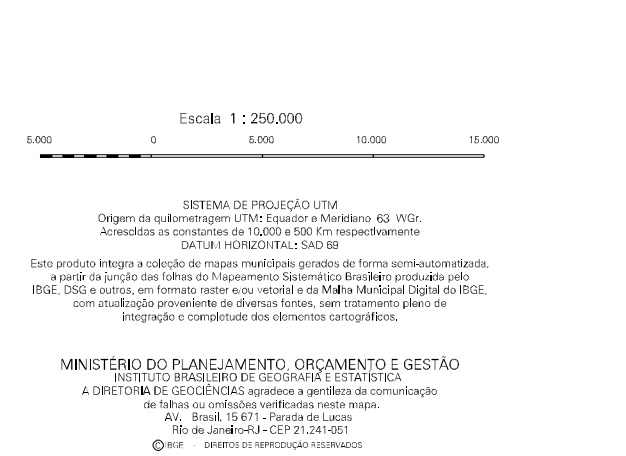 Escala 1 : 250.000
5.000 0 5.000 10.000 15.000
SISTEMA DE PROJEÇÃO UTM
Origem da quilometragem UTM: Equador e Meridiano 63 WGr.
Acrescidas as constantes de 10.000 e 500 Km respectivamente
DATUM HORIZONTAL: SAD 69
Este produto integra a coleção de mapas municipais gerados de forma semi-automatizada,
a partir da junção das folhas do Mapeamento Sistemático Brasileiro produzida pelo
IBGE, DSG e outros, em formato raster e/ou vetorial e da Malha Municipal Digital do IBGE,
com atualização proveniente de diversas fontes, sem tratamento pleno de
integração e completude dos elementos cartográficos.
MINISTÉRIO DO PLANEJAMENTO, ORÇAMENTO E GESTÃO
INSTITUTO BRASILEIRO DE GEOGRAFIA E ESTATÍSTICA
A DIRETORIA DE GEOCIÊNCIAS agradece a gentileza da comunicação
de falhas ou omissões verificadas neste mapa.
AV. Brasil, 15 671 - Parada de Lucas
Rio de Janeiro-RJ - CEP 21.241-051
© IBGE - DIREITOS DE REPRODUÇÃO RESERVADOS